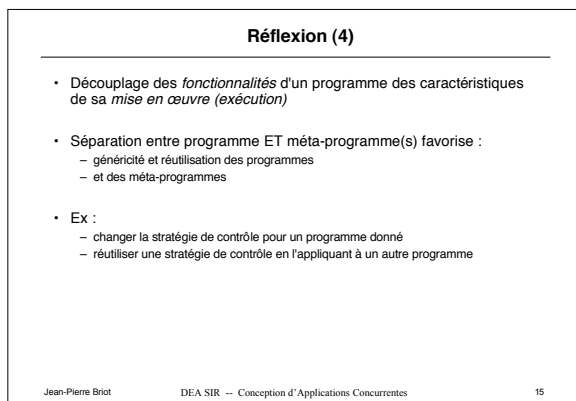 Réflexion (4)
• Découplage des fonctionnalités d'un programme des caractéristiques
de sa mise en œuvre (exécution)
• Séparation entre programme ET méta-programme(s) favorise :
– généricité et réutilisation des programmes
– et des méta-programmes
• Ex :
– changer la stratégie de contrôle pour un programme donné
– réutiliser une stratégie de contrôle en l'appliquant à un autre programme
Jean-Pierre Briot DEA SIR -- Conception d'Applications Concurrentes 15